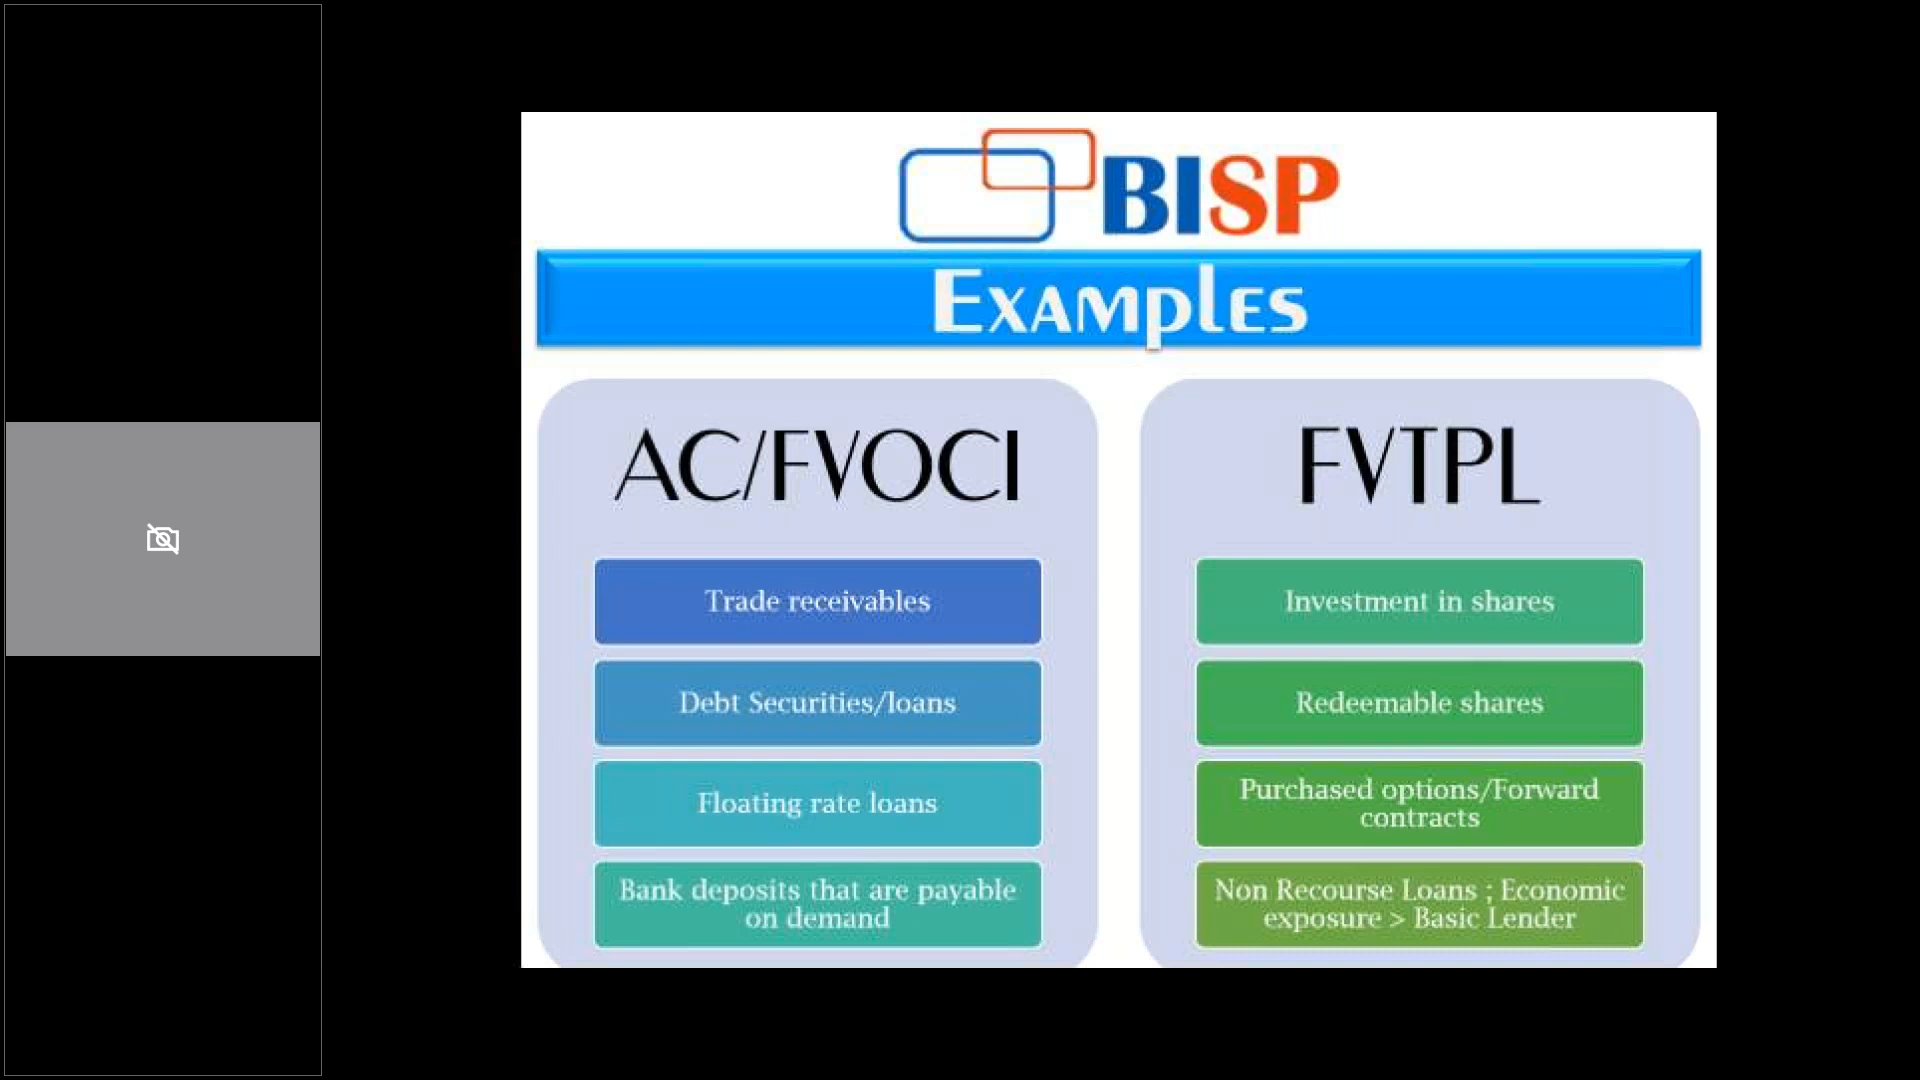 BISP
Examples
AC/FVOCI
Trade receivables
Debt Securities/loans
Floating rate loans
Bank deposits that are payable
on demand
FVTPL
Investment in shares
Redeemable shares
Purchased options/Forward
contracts
Non Recourse Loans ; Economic
exposure > Basic Lender